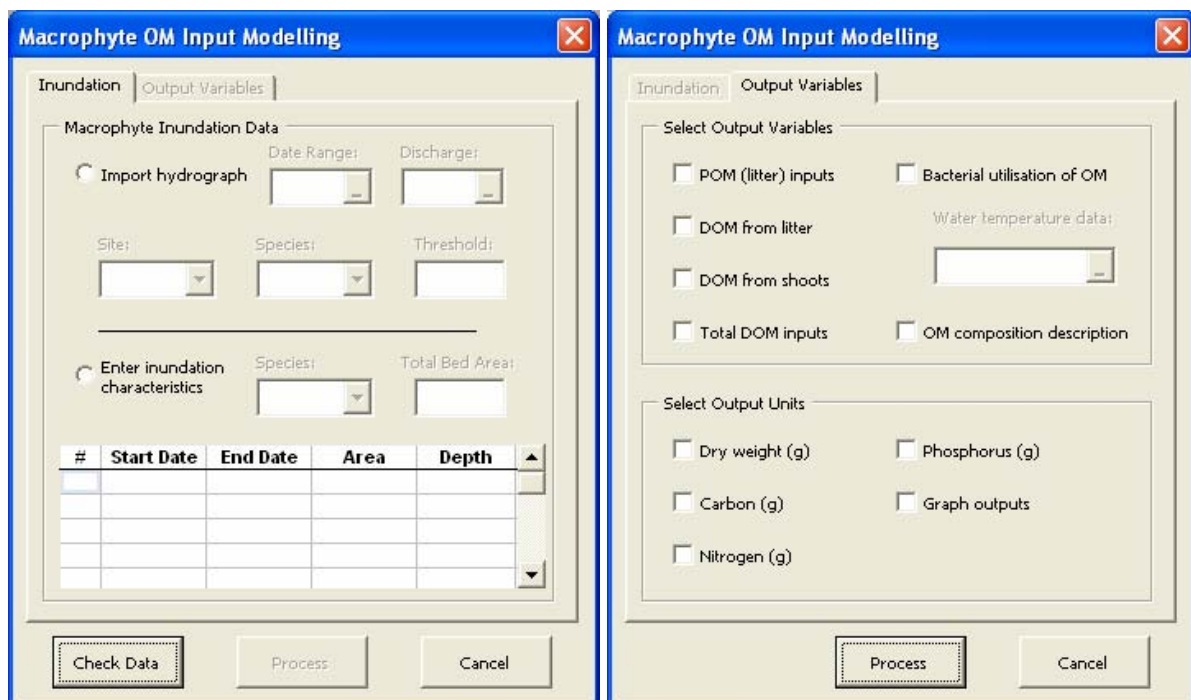 Macrophyte OM Input Modelling
Inundation
Output Variables
Macrophyte Inundation Data
Import hydrograph
Date Range:
Discharge:
Site:
Species:
Threshold:
Enter inundation
characteristics
Species:
Total Bed Area:
# Start Date End Date Area Depth
Check Data
Process
Cancel
Macrophyte OM Input Modelling
Inundation
Output Variables
Select Output Variables
POM (litter) inputs
Bacterial utilisation of OM
DOM from litter
Water temperature data:
DOM from shoots
Total DOM inputs
OM composition description
Select Output Units
Dry weight (g)
Phosphorus (g)
Carbon (g)
Graph outputs
Nitrogen (g)
Process
Cancel